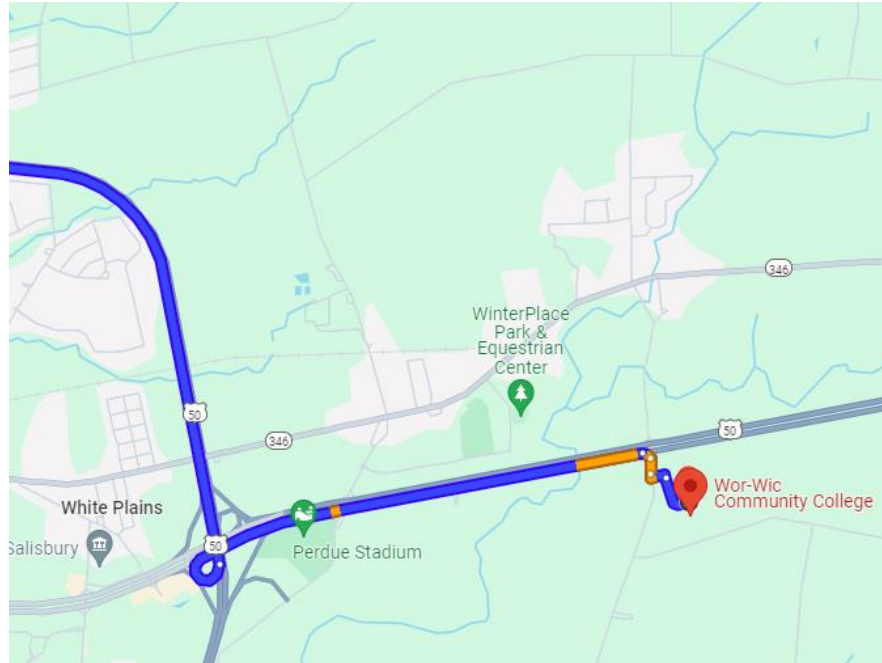 346
WinterPlace
Park &
Equestrian
Center
50
50
346
Wor-Wic
Community College
White Plains
50
Salisbury
Perdue Stadium